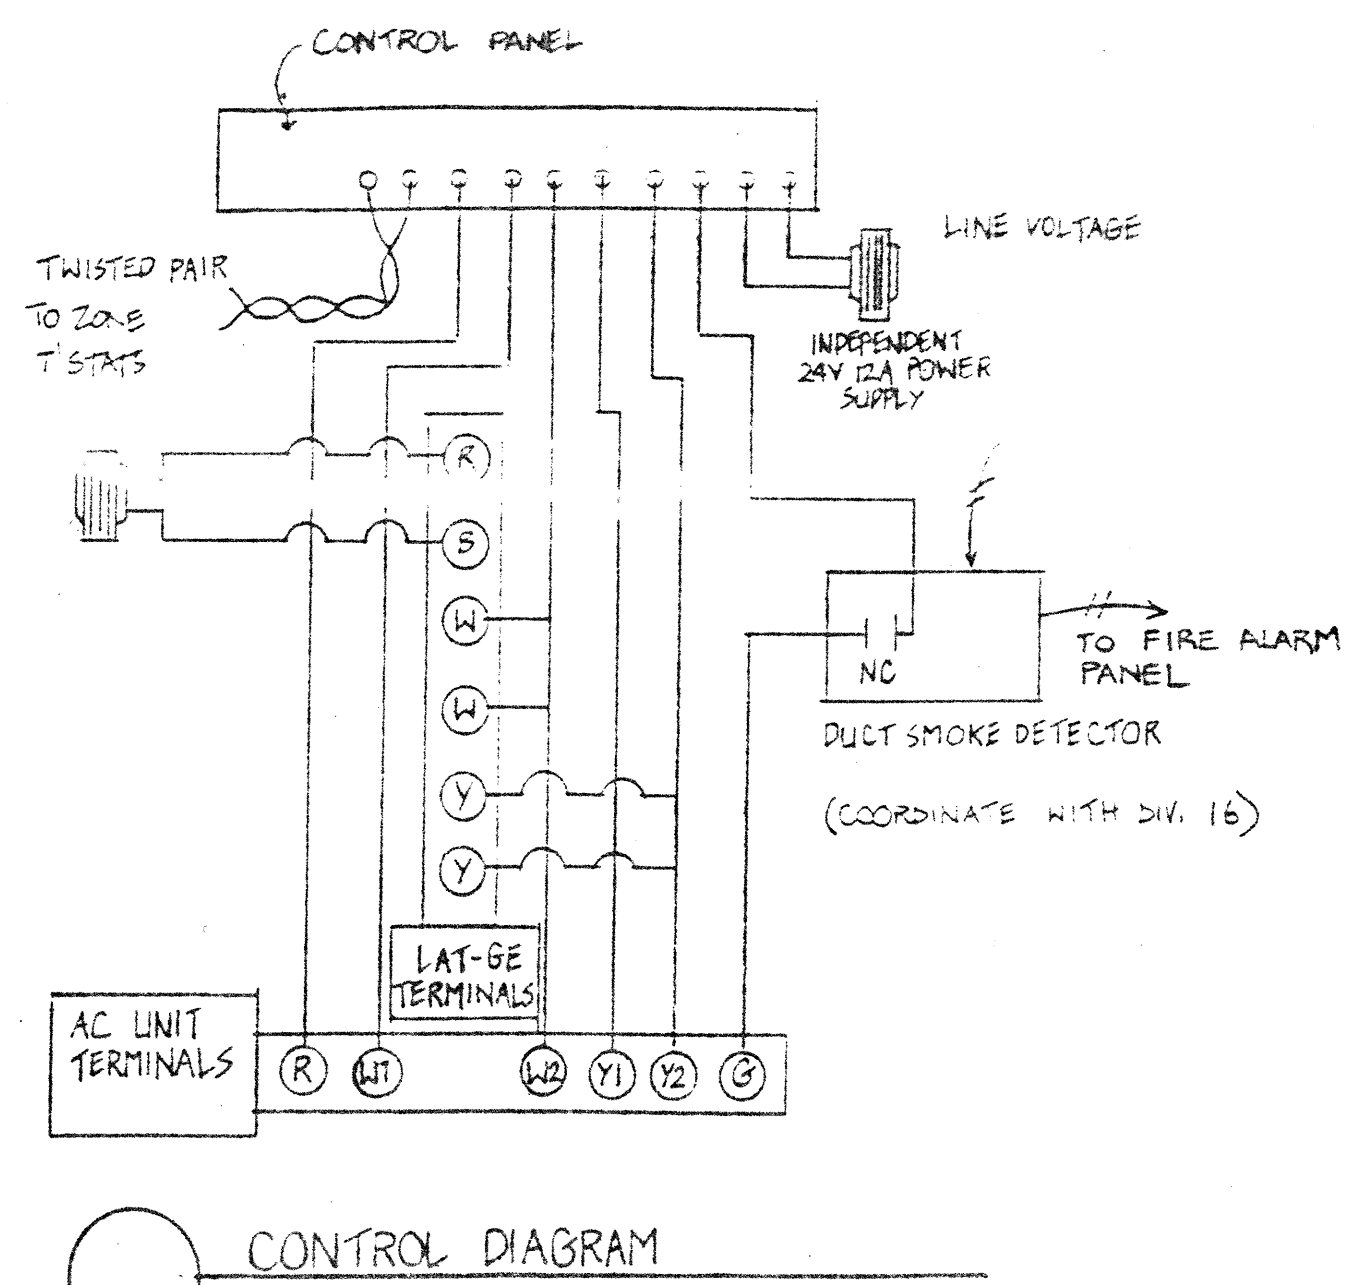 CONTROL PANEL
LINE VOLTAGE
TWISTED PAIR
TO ZONE
T'STATS
INDEPENDENT
24V 12A POWER
SUPPLY
R
S
W
W
Y
Y
NC
TO FIRE ALARM
PANEL
DUCT SMOKE DETECTOR
(COORDINATE WITH DIV. 16)
LAT-GE
TERMINALS
AC UNIT
TERMINALS
R W1 W2 Y1 Y2 G
CONTROL DIAGRAM